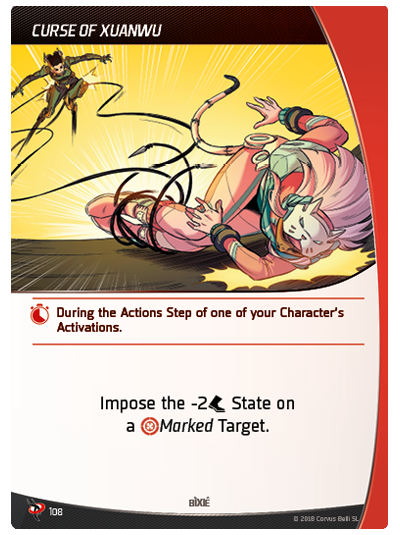 CURSE OF XUANWU
During the Actions Step of one of your Character's
Activations.
Impose the -2 State on
a Marked Target.
108
BÌXIÉ
© 2018 Corvus Belli SL